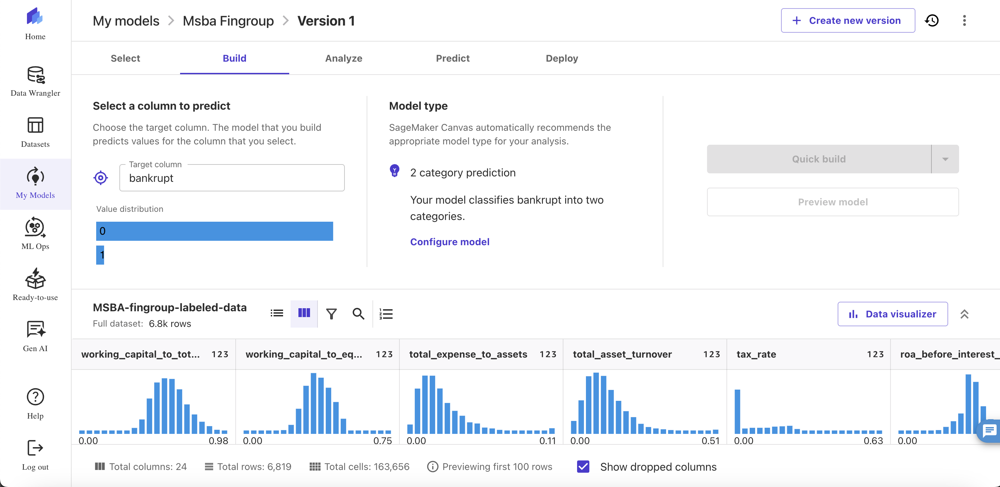 Home
Data Wrangler
Datasets
My Models
ML Ops
Ready-to-use
Gen AI
Help
Log out
My models > Msba Fingroup > Version 1
+ Create new version
Select Build Analyze Predict Deploy
Select a column to predict
Choose the target column. The model that you build
predicts values for the column that you select.
Target column
bankrupt
Value distribution
0
1
Model type
SageMaker Canvas automatically recommends the
appropriate model type for your analysis.
2 category prediction
Your model classifies bankrupt into two
categories.
Configure model
Quick build
Preview model
MSBA-fingroup-labeled-data
Full dataset: 6.8k rows
Data visualizer
working_capital_to_tot... 123 working_capital_to_eq... 123 total_expense_to_assets 123 total_asset_turnover 123 tax_rate 123 roa_before_interest_
0.00 0.98 0.00 0.75 0.00 0.11 0.00 0.51 0.00 0.63 0.00
Total columns: 24 Total rows: 6,819 Total cells: 163,656 Previewing first 100 rows Show dropped columns